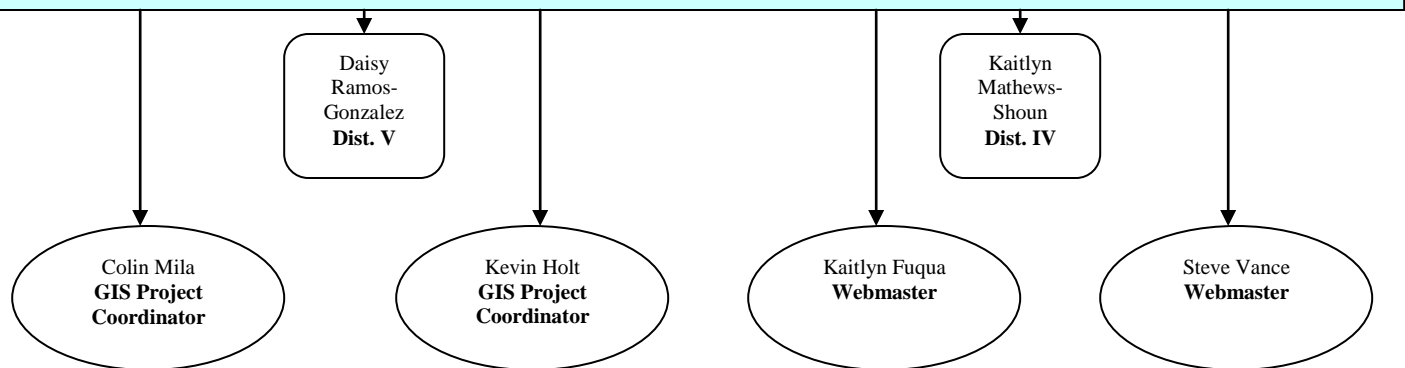 Daisy
Ramos-
Gonzalez
Dist. V
Kaitlyn
Mathews-
Shoun
Dist. IV
Colin Mila
GIS Project
Coordinator
Kevin Holt
GIS Project
Coordinator
Kaitlyn Fuqua
Webmaster
Steve Vance
Webmaster